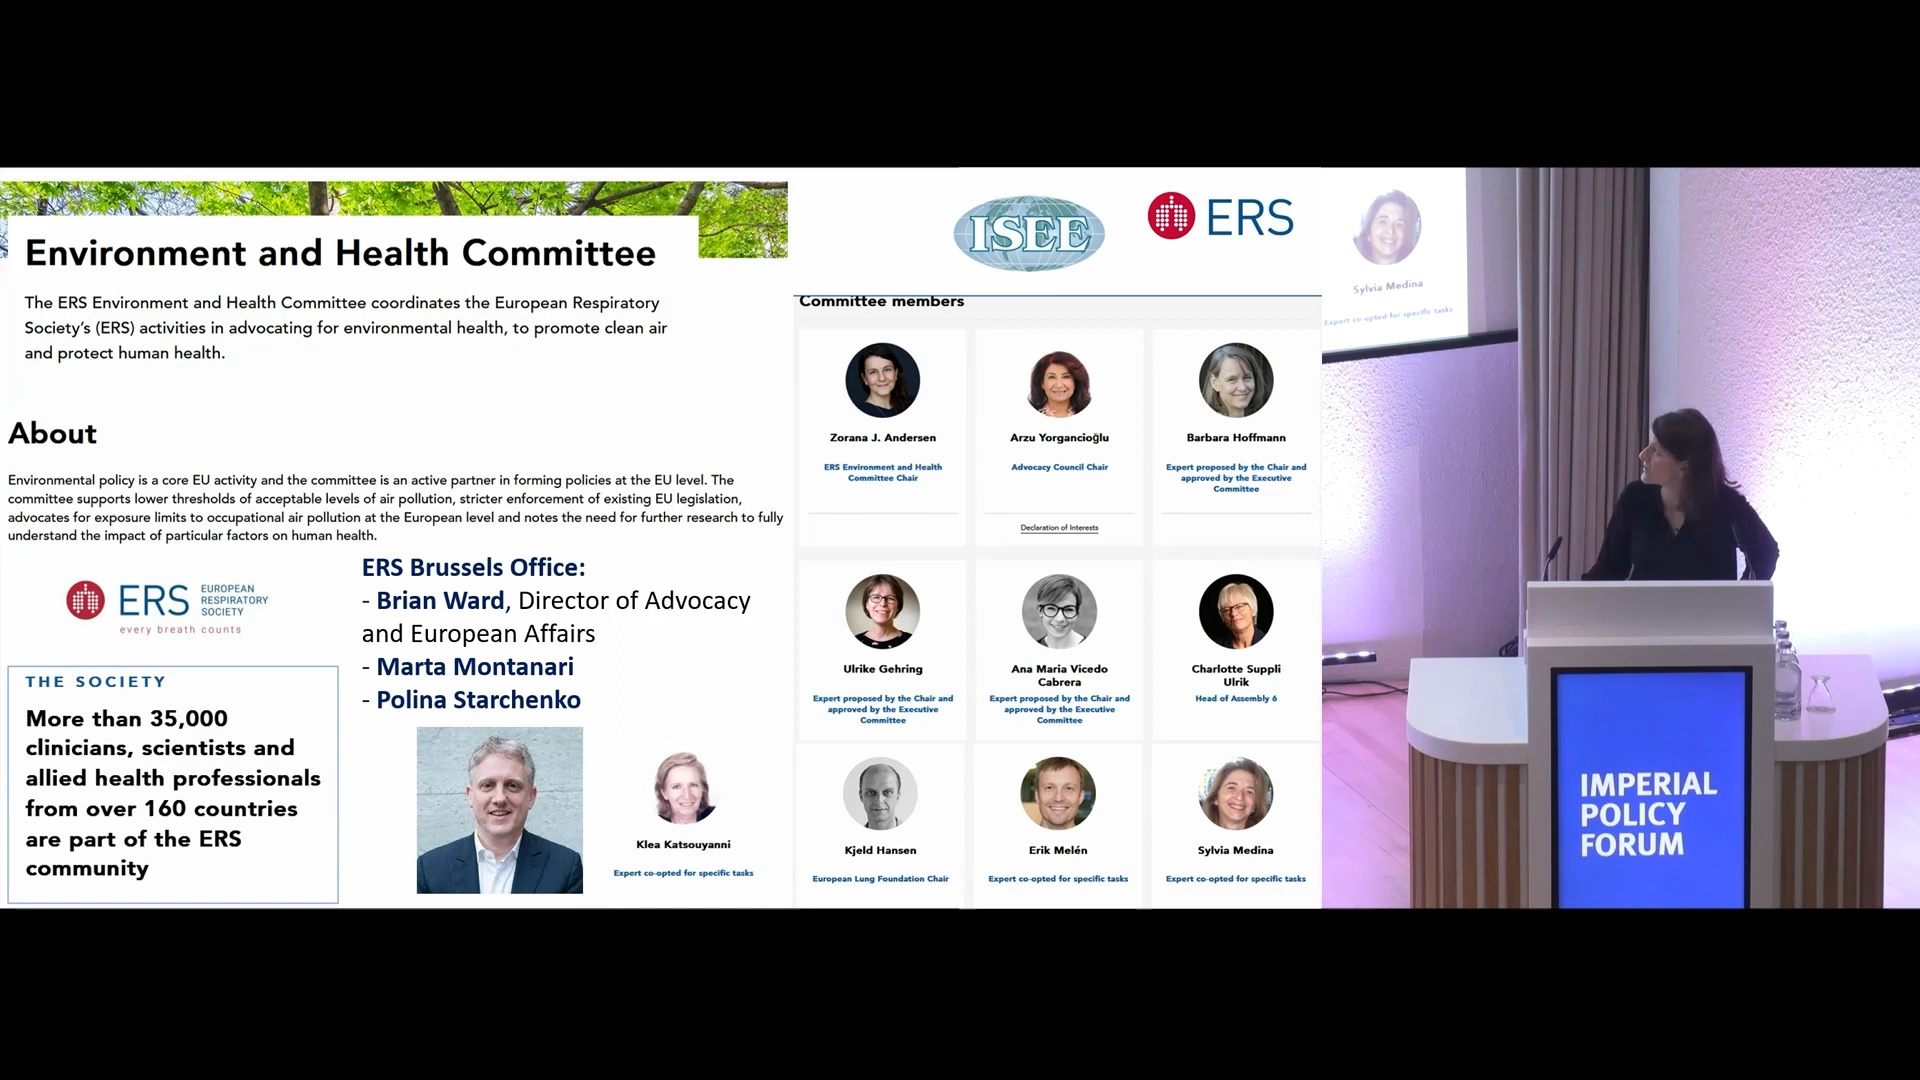 Environment and Health Committee
The ERS Environment and Health Committee coordinates the European Respiratory
Society's (ERS) activities in advocating for environmental health, to promote clean air
and protect human health.
About
Environmental policy is a core EU activity and the committee is an active partner in forming policies at the EU level. The
committee supports lower thresholds of acceptable levels of air pollution, stricter enforcement of existing EU legislation,
advocates for exposure limits to occupational air pollution at the European level and notes the need for further research to fully
understand the impact of particular factors on human health.
ERS
EUROPEAN
RESPIRATORY
SOCIETY
every breath counts
THE SOCIETY
More than 35,000
clinicians, scientists and
allied health professionals
from over 160 countries
are part of the ERS
community
ERS Brussels Office:
- Brian Ward, Director of Advocacy
and European Affairs
- Marta Montanari
- Polina Starchenko
Klea Katsouyanni
Expert co-opted for specific tasks
ISEE
ERS
Committee members
Zorana J. Andersen
ERS Environment and Health
Committee Chair
Arzu Yorgancioğlu
Advocacy Council Chair
Declaration of Interests
Barbara Hoffmann
Expert proposed by the Chair and
approved by the Executive
Committee
Ulrike Gehring
Expert proposed by the Chair and
approved by the Executive
Committee
Ana Maria Vicedo
Cabrera
Expert proposed by the Chair and
approved by the Executive
Committee
Charlotte Suppli
Ulrik
Head of Assembly 6
Kjeld Hansen
European Lung Foundation Chair
Erik Melén
Expert co-opted for specific tasks
Sylvia Medina
Expert co-opted for specific tasks
Sylvia Medina
Expert co-opted for specific tasks
IMPERIAL
POLICY
FORUM